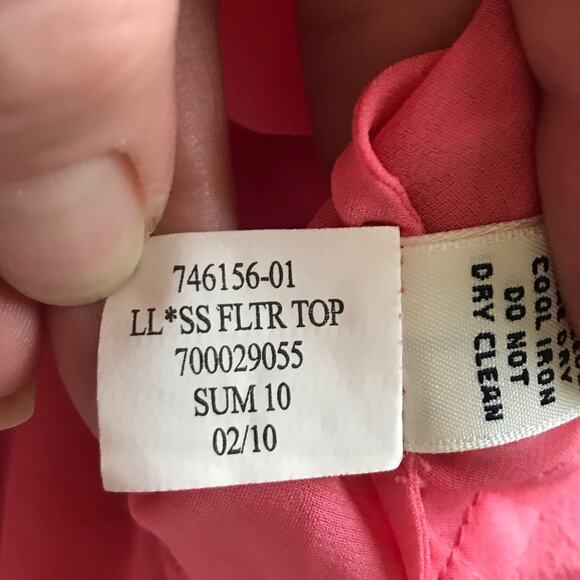 746156-01
LL*SS FLTR TOP
700029055
SUM 10
02/10
COOL IRON
DO NOT
DRY CLEAN